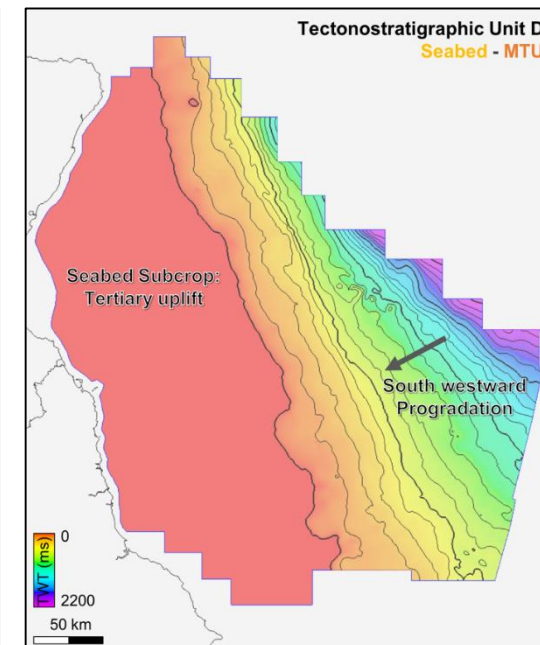 Tectonostratigraphic Unit D
Seabed - MTU
Seabed Subcrop:
Tertiary uplift
South westward
Progradation
TWT (ms)
0
2200
50 km